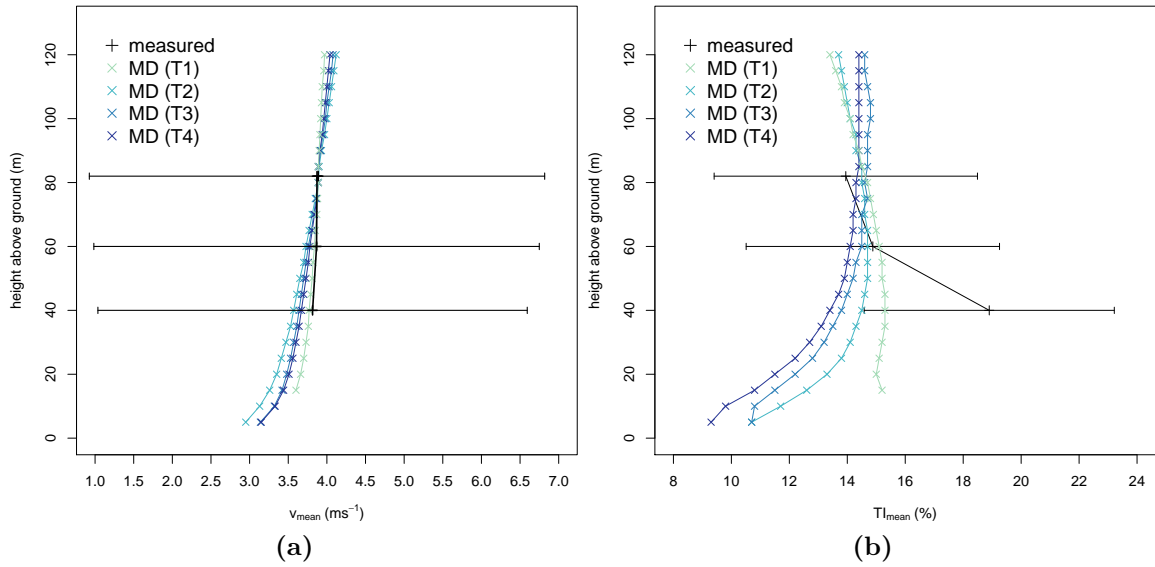 measured
MD (T1)
MD (T2)
MD (T3)
MD (T4)
height above ground (m)
0
20
40
60
80
100
120
1.0 1.5 2.0 2.5 3.0 3.5 4.0 4.5 5.0 5.5 6.0 6.5 7.0
v_mean (ms⁻¹)
(a)
measured
MD (T1)
MD (T2)
MD (T3)
MD (T4)
height above ground (m)
0
20
40
60
80
100
120
8 10 12 14 16 18 20 22 24
TI_mean (%)
(b)